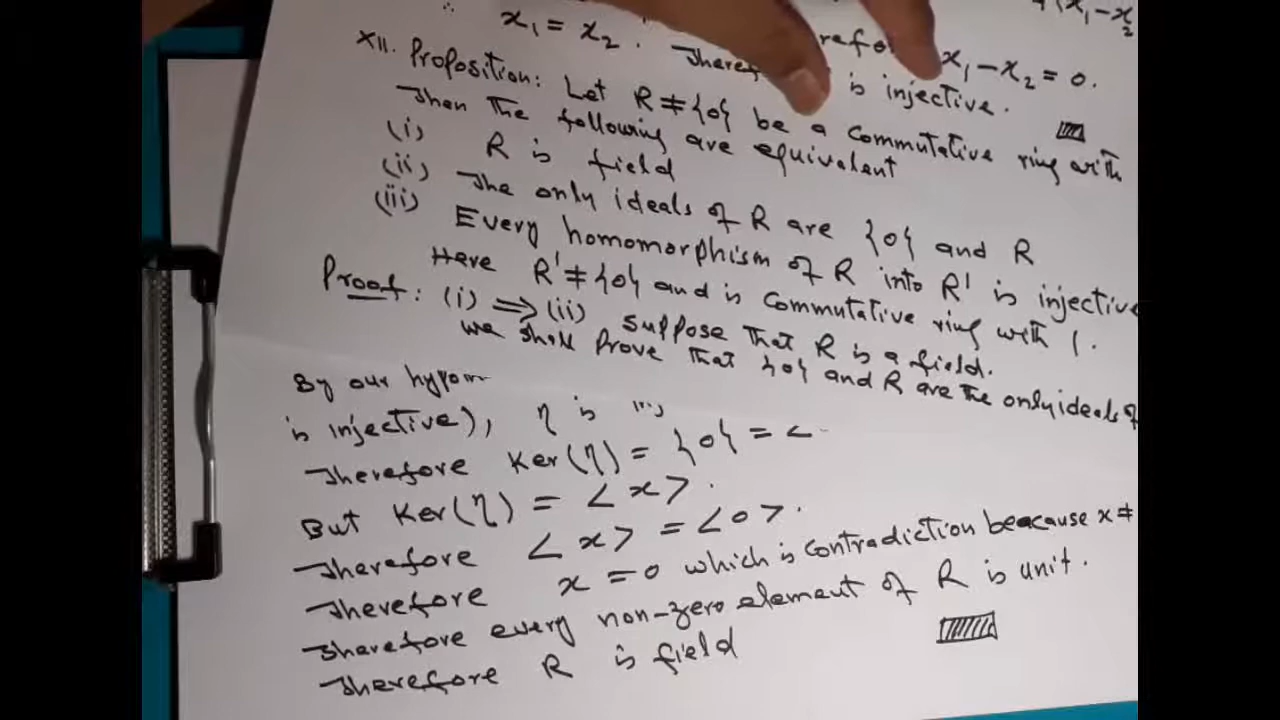 ∴ x₁ = x₂. Therefore x₁ − x₂ = 0.
is injective.
XII. Proposition: Let R ≠ {0} be a commutative ring with
Then the following are equivalent
(i) R is field
(ii) The only ideals of R are {0} and R
(iii) Every homomorphism of R into R' is injective
Here R' ≠ {0} and is commutative ring with 1.
Proof: (i) ⟹ (ii) Suppose that R is a field.
We shall prove that {0} and R are the only ideals of
By our
is injective), η is
Therefore Ker(η) = {0} = <
But Ker(η) = <x>.
Therefore <x> = <0>.
Therefore x = 0 which is contradiction beacause x ≠
Therefore every non-zero element of R is unit.
Therefore R is field